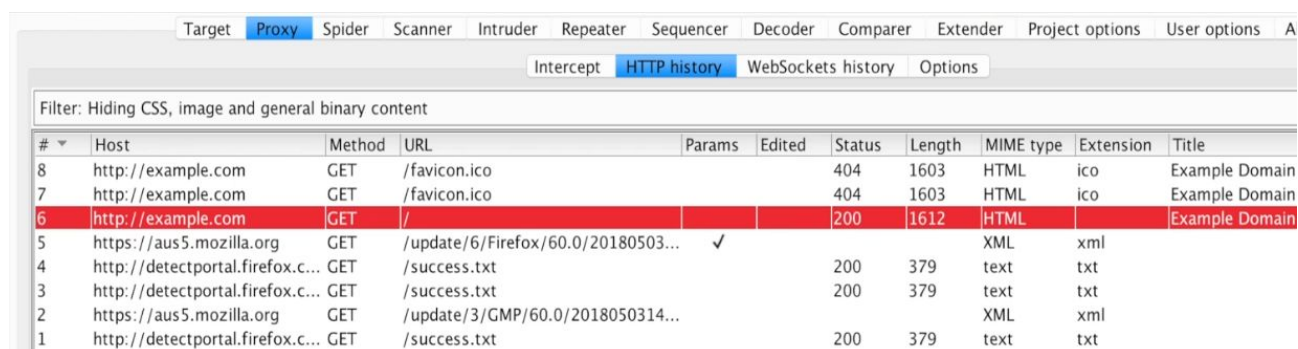 Target Proxy Spider Scanner Intruder Repeater Sequencer Decoder Comparer Extender Project options User options A
Intercept HTTP history WebSockets history Options
Filter: Hiding CSS, image and general binary content
# Host Method URL Params Edited Status Length MIME type Extension Title
8 http://example.com GET /favicon.ico 404 1603 HTML ico Example Domain
7 http://example.com GET /favicon.ico 404 1603 HTML ico Example Domain
6 http://example.com GET / 200 1612 HTML Example Domain
5 https://aus5.mozilla.org GET /update/6/Firefox/60.0/20180503... ✓ XML xml
4 http://detectportal.firefox.c... GET /success.txt 200 379 text txt
3 http://detectportal.firefox.c... GET /success.txt 200 379 text txt
2 https://aus5.mozilla.org GET /update/3/GMP/60.0/2018050314... XML xml
1 http://detectportal.firefox.c... GET /success.txt 200 379 text txt